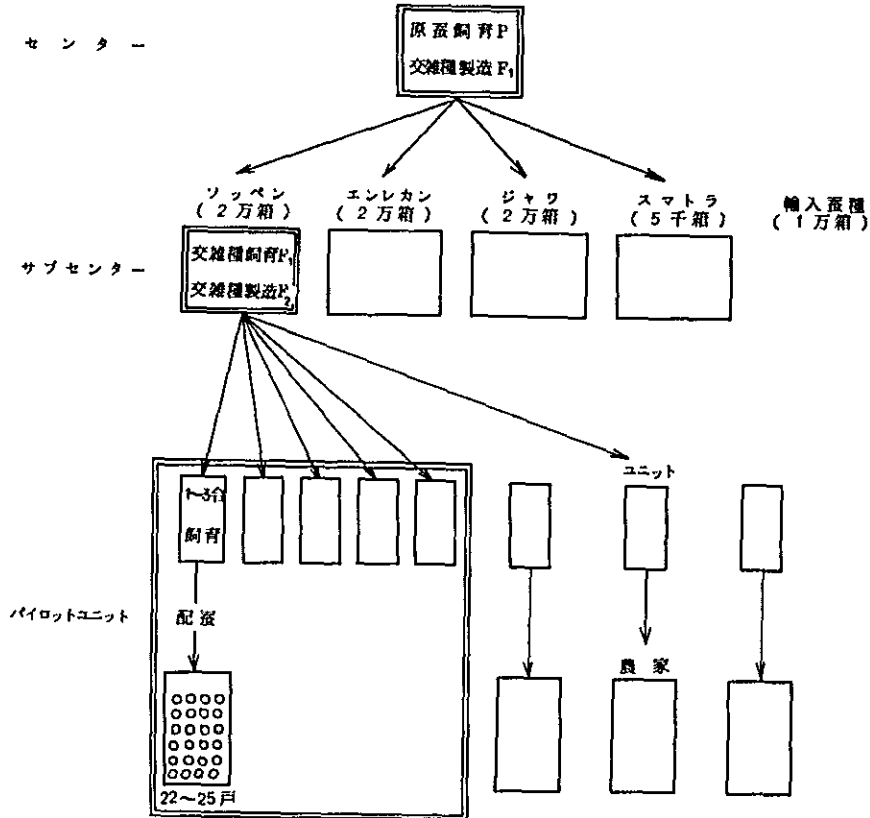 センター
原蚕飼育P
交雑種製造F₁
ソッペン
(2万箱)
エンレカン
(2万箱)
ジャワ
(2万箱)
スマトラ
(5千箱)
輸入蚕種
(1万箱)
サブセンター
交雑種飼育F₁
交雑種製造F₂
ユニット
1~3令
飼育
パイロットユニット
配蚕
農家
22~25戸